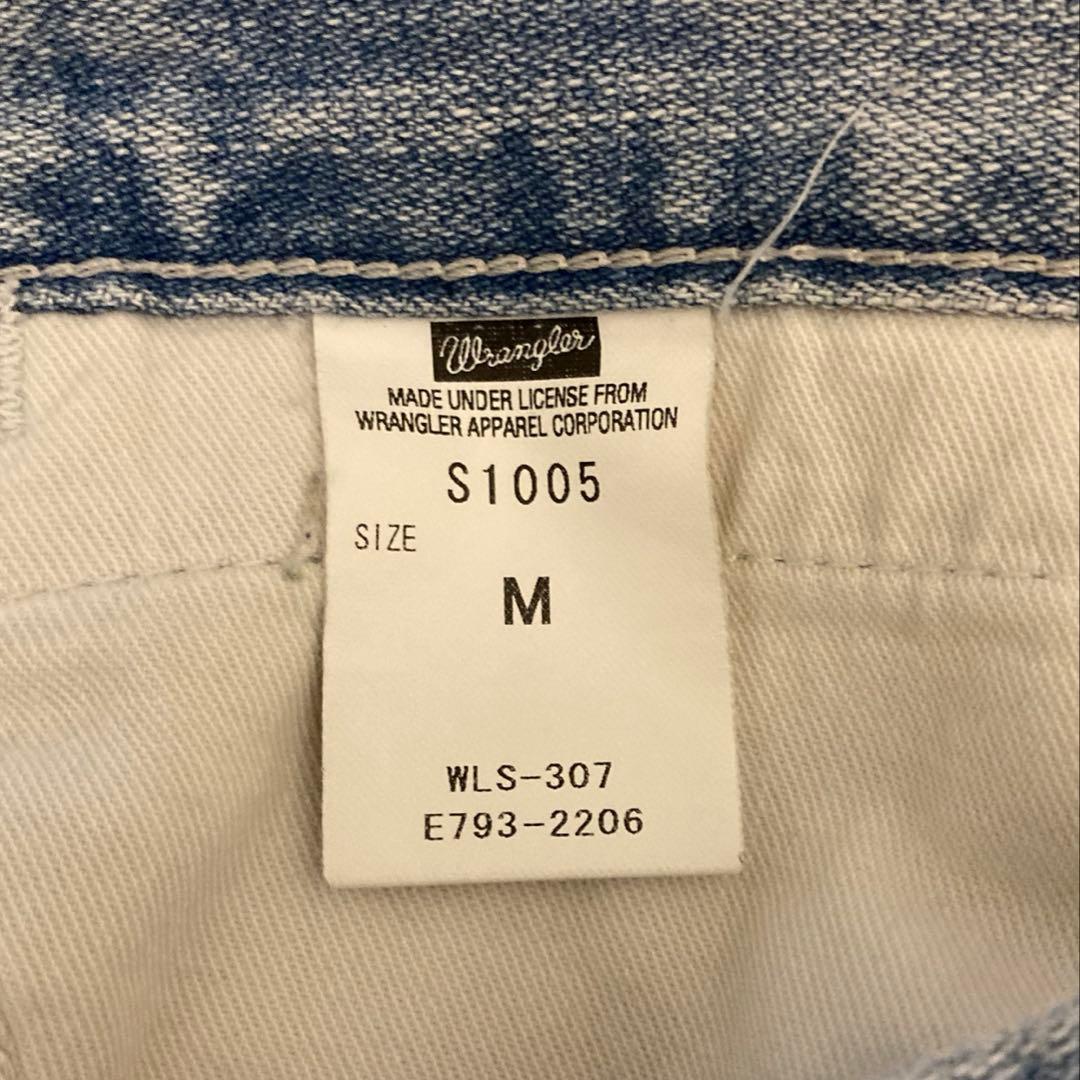 Wrangler
MADE UNDER LICENSE FROM
WRANGLER APPAREL CORPORATION
S1005
SIZE
M
WLS-307
E793-2206